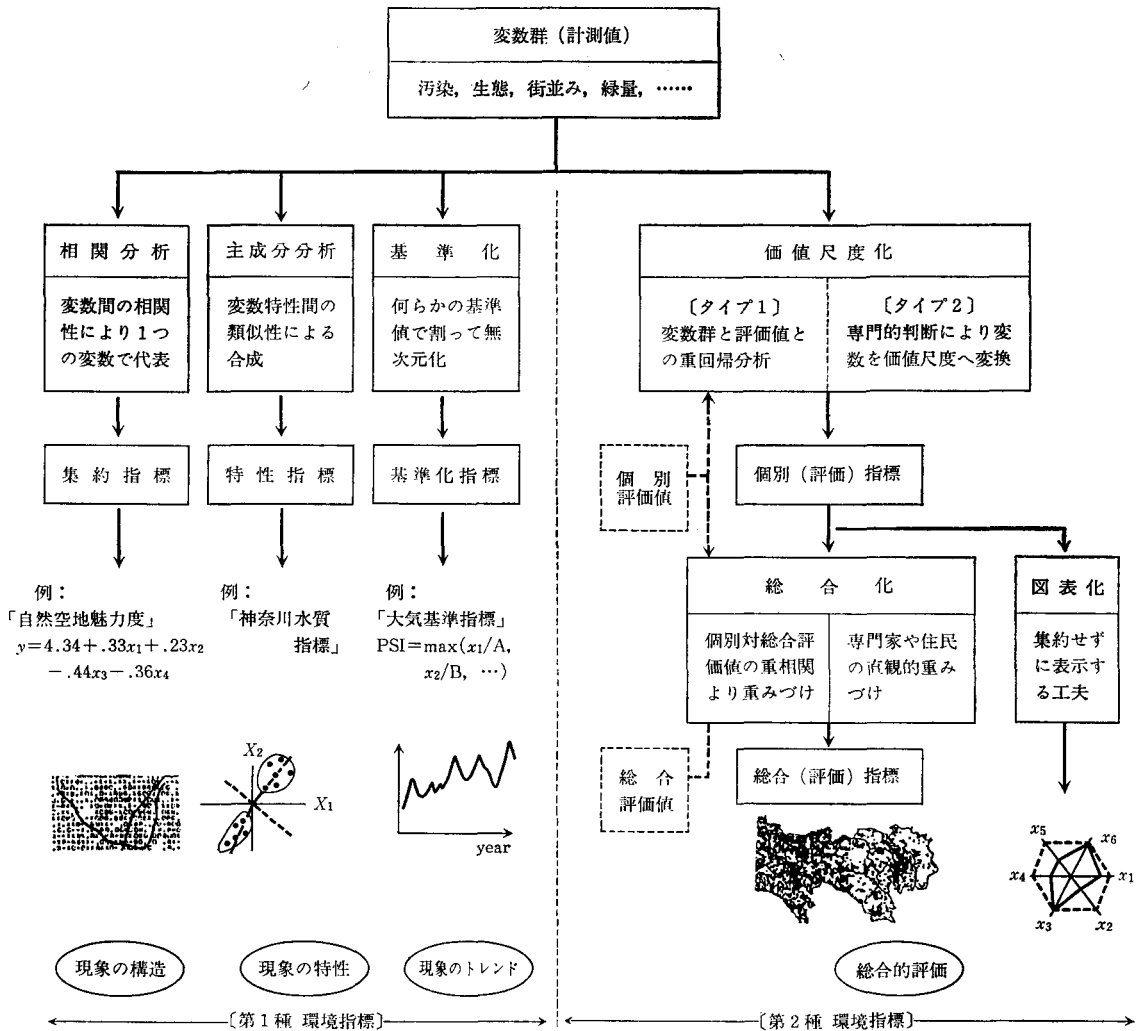 変数群（計測値）
汚染，生態，街並み，緑量，……
相関分析
変数間の相関
性により1つ
の変数で代表
主成分分析
変数特性間の
類似性による
合成
基準化
何らかの基準
値で割って無
次元化
価値尺度化
〔タイプ1〕
変数群と評価値と
の重回帰分析
〔タイプ2〕
専門的判断により変
数を価値尺度へ変換
集約指標
特性指標
基準化指標
個別
評価値
個別（評価）指標
例：
「自然空地魅力度」
y=4.34+.33x1+.23x2
−.44x3−.36x4
例：
「神奈川水質
指標」
例：
「大気基準指標」
PSI=max(x1/A,
x2/B, …)
総合化
個別対総合評
価値の重相関
より重みづけ
専門家や住民
の直観的重み
づけ
図表化
集約せず
に表示す
る工夫
総合
評価値
総合（評価）指標
X2
X1
year
x5
x6
x4
x1
x3
x2
現象の構造
現象の特性
現象のトレンド
総合的評価
〔第1種 環境指標〕
〔第2種 環境指標〕